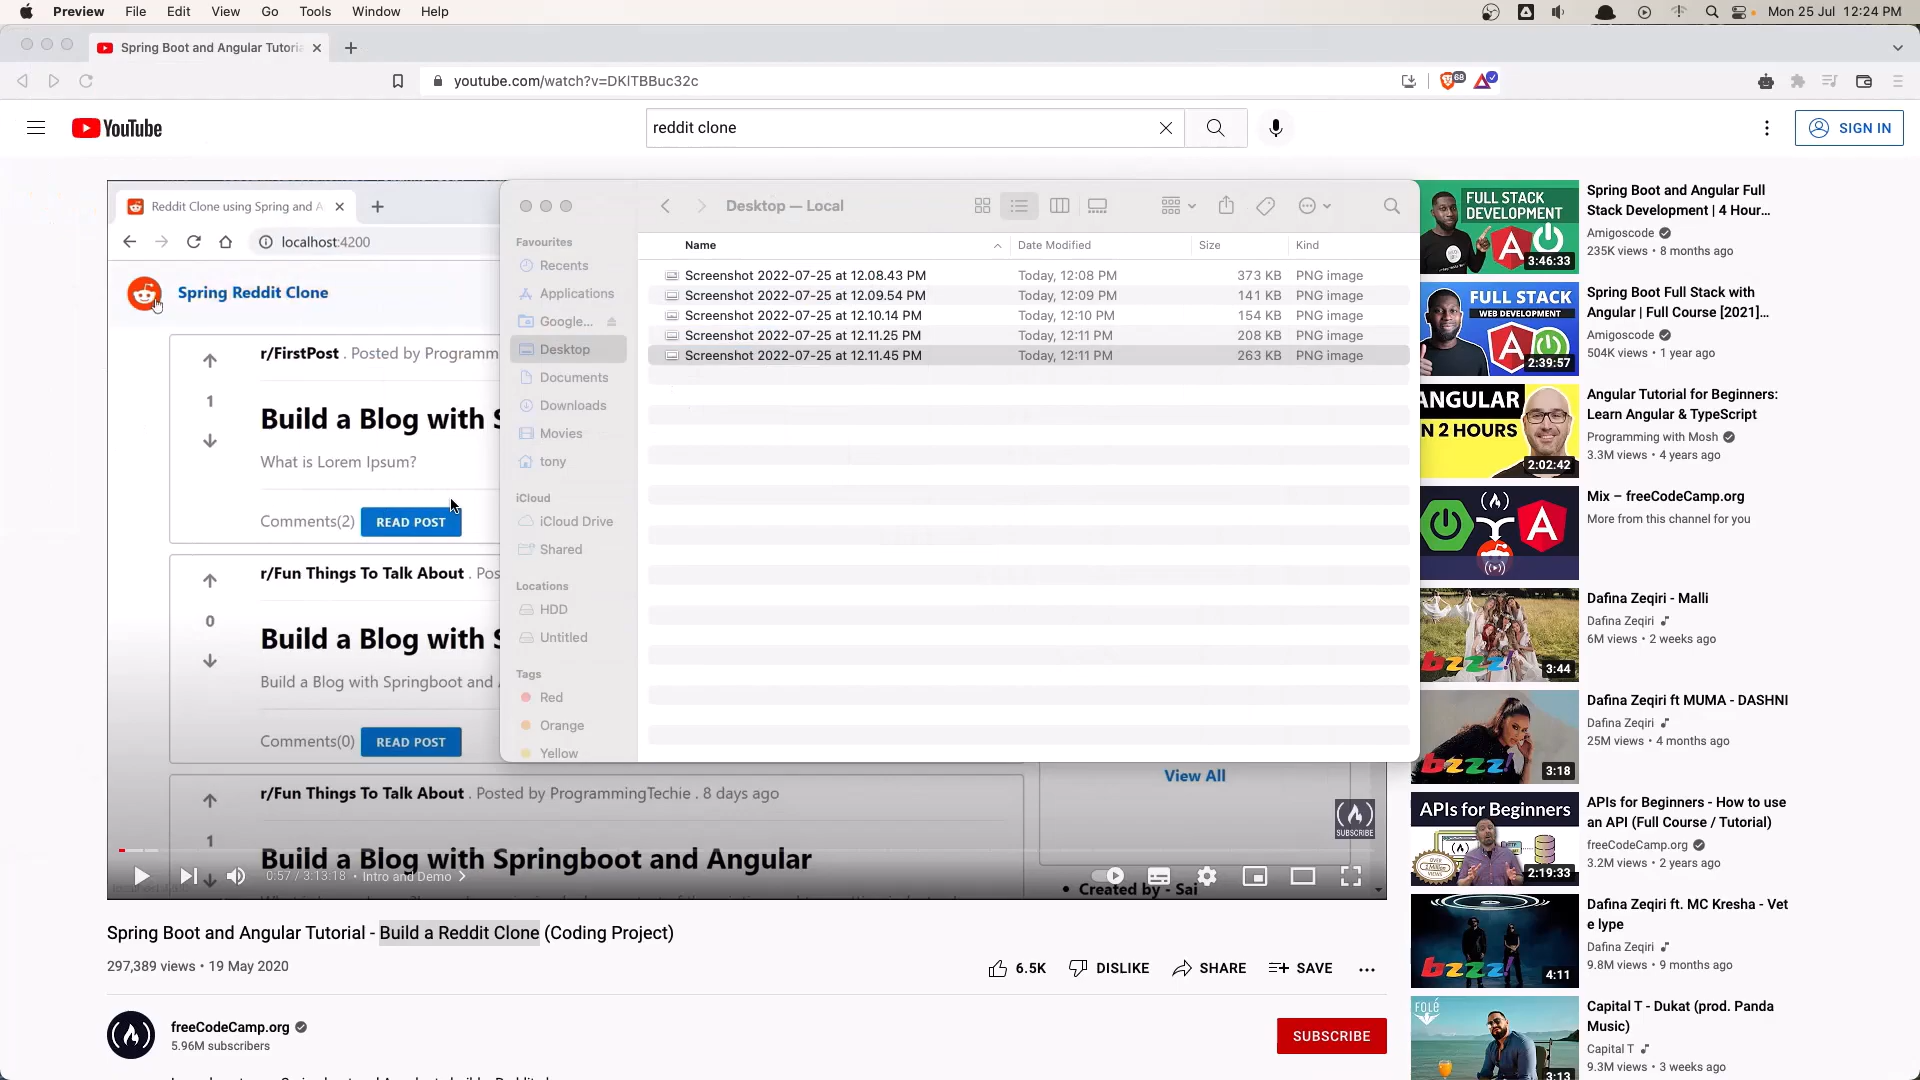 Preview File Edit View Go Tools Window Help
Mon 25 Jul 12:24 PM
Spring Boot and Angular Tutoria
youtube.com/watch?v=DKlTBBuc32c
68
YouTube
reddit clone
SIGN IN
Reddit Clone using Spring and A
localhost:4200
Spring Reddit Clone
r/FirstPost . Posted by Programm
1
Build a Blog with S
What is Lorem Ipsum?
Comments(2) READ POST
r/Fun Things To Talk About . Pos
0
Build a Blog with S
Build a Blog with Springboot and
Comments(0) READ POST
r/Fun Things To Talk About . Posted by ProgrammingTechie . 8 days ago
1
Build a Blog with Springboot and Angular
View All
SUBSCRIBE
Created by - Sai
0:57 / 3:13:18 • Intro and Demo
Desktop — Local
Favourites
Recents
Applications
Google...
Desktop
Documents
Downloads
Movies
tony
iCloud
iCloud Drive
Shared
Locations
HDD
Untitled
Tags
Red
Orange
Yellow
Name Date Modified Size Kind
Screenshot 2022-07-25 at 12.08.43 PM Today, 12:08 PM 373 KB PNG image
Screenshot 2022-07-25 at 12.09.54 PM Today, 12:09 PM 141 KB PNG image
Screenshot 2022-07-25 at 12.10.14 PM Today, 12:10 PM 154 KB PNG image
Screenshot 2022-07-25 at 12.11.25 PM Today, 12:11 PM 208 KB PNG image
Screenshot 2022-07-25 at 12.11.45 PM Today, 12:11 PM 263 KB PNG image
Spring Boot and Angular Tutorial - Build a Reddit Clone (Coding Project)
297,389 views • 19 May 2020
6.5K DISLIKE SHARE SAVE
freeCodeCamp.org
5.96M subscribers
SUBSCRIBE
FULL STACK
DEVELOPMENT
3:46:33
Spring Boot and Angular Full
Stack Development | 4 Hour...
Amigoscode
235K views • 8 months ago
FULL STACK
WEB DEVELOPMENT
2:39:57
Spring Boot Full Stack with
Angular | Full Course [2021]...
Amigoscode
504K views • 1 year ago
ANGULAR
IN 2 HOURS
2:02:42
Angular Tutorial for Beginners:
Learn Angular & TypeScript
Programming with Mosh
3.3M views • 4 years ago
Mix – freeCodeCamp.org
More from this channel for you
bzzz!
3:44
Dafina Zeqiri - Malli
Dafina Zeqiri
6M views • 2 weeks ago
bzzz!
3:18
Dafina Zeqiri ft MUMA - DASHNI
Dafina Zeqiri
25M views • 4 months ago
APIs for Beginners
2:19:33
APIs for Beginners - How to use
an API (Full Course / Tutorial)
freeCodeCamp.org
3.2M views • 2 years ago
bzzz!
4:11
Dafina Zeqiri ft. MC Kresha - Vet
e lype
Dafina Zeqiri
9.8M views • 9 months ago
FOLÉ
3:13
Capital T - Dukat (prod. Panda
Music)
Capital T
9.3M views • 3 weeks ago